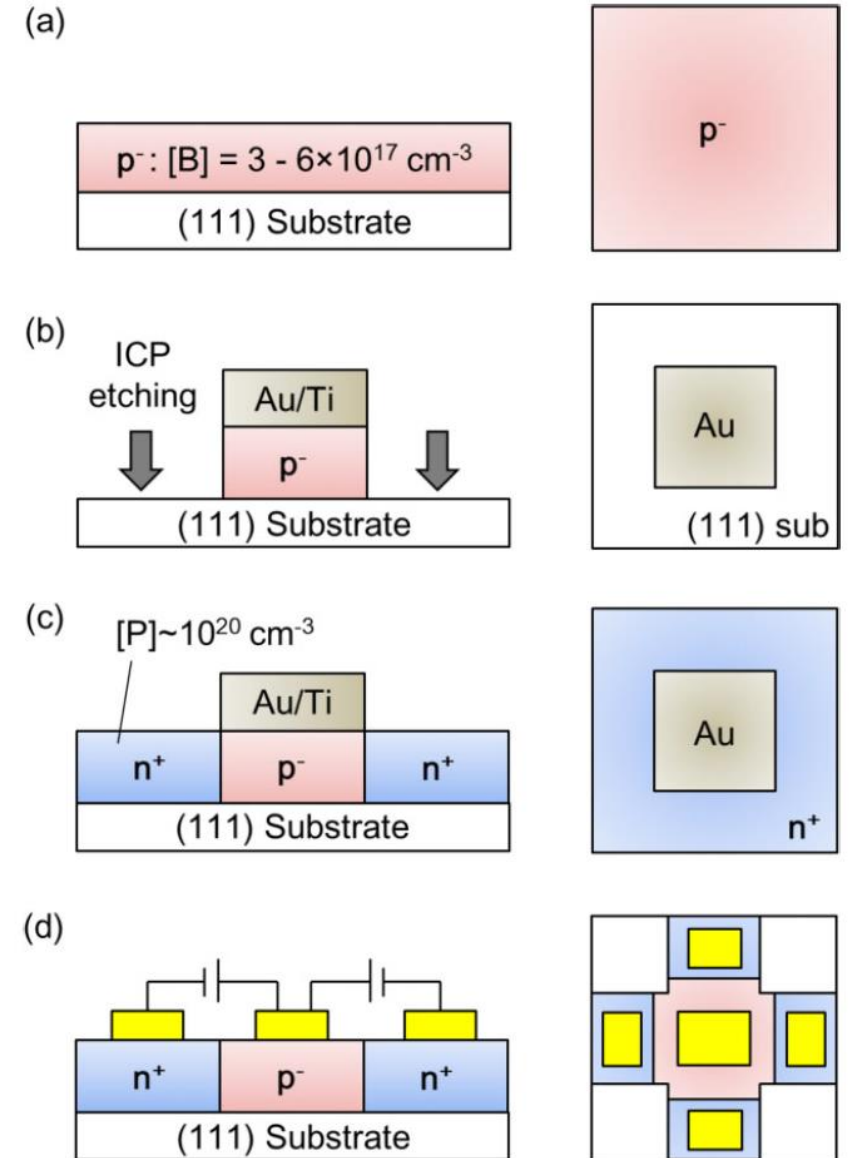 (a)
p⁻: [B] = 3 - 6×10¹⁷ cm⁻³
(111) Substrate
p⁻
(b)
ICP
etching
Au/Ti
p⁻
(111) Substrate
Au
(111) sub
(c)
[P]~10²⁰ cm⁻³
Au/Ti
n⁺
p⁻
n⁺
(111) Substrate
Au
n⁺
(d)
n⁺
p⁻
n⁺
(111) Substrate